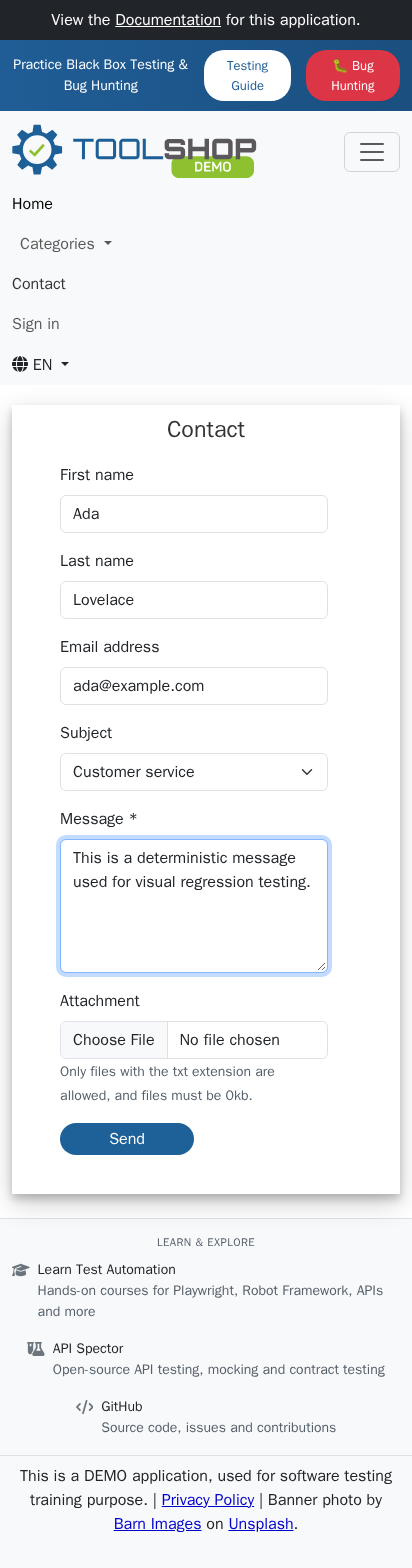 View the Documentation for this application.
Practice Black Box Testing &
Bug Hunting
Testing
Guide
🐛 Bug
Hunting
TOOLSHOP
DEMO
Home
Categories
Contact
Sign in
EN
Contact
First name
Ada
Last name
Lovelace
Email address
ada@example.com
Subject
Customer service
Message *
This is a deterministic message
used for visual regression testing.
Attachment
Choose File No file chosen
Only files with the txt extension are
allowed, and files must be 0kb.
Send
LEARN & EXPLORE
Learn Test Automation
Hands-on courses for Playwright, Robot Framework, APIs
and more
API Spector
Open-source API testing, mocking and contract testing
GitHub
Source code, issues and contributions
This is a DEMO application, used for software testing
training purpose. | Privacy Policy | Banner photo by
Barn Images on Unsplash.